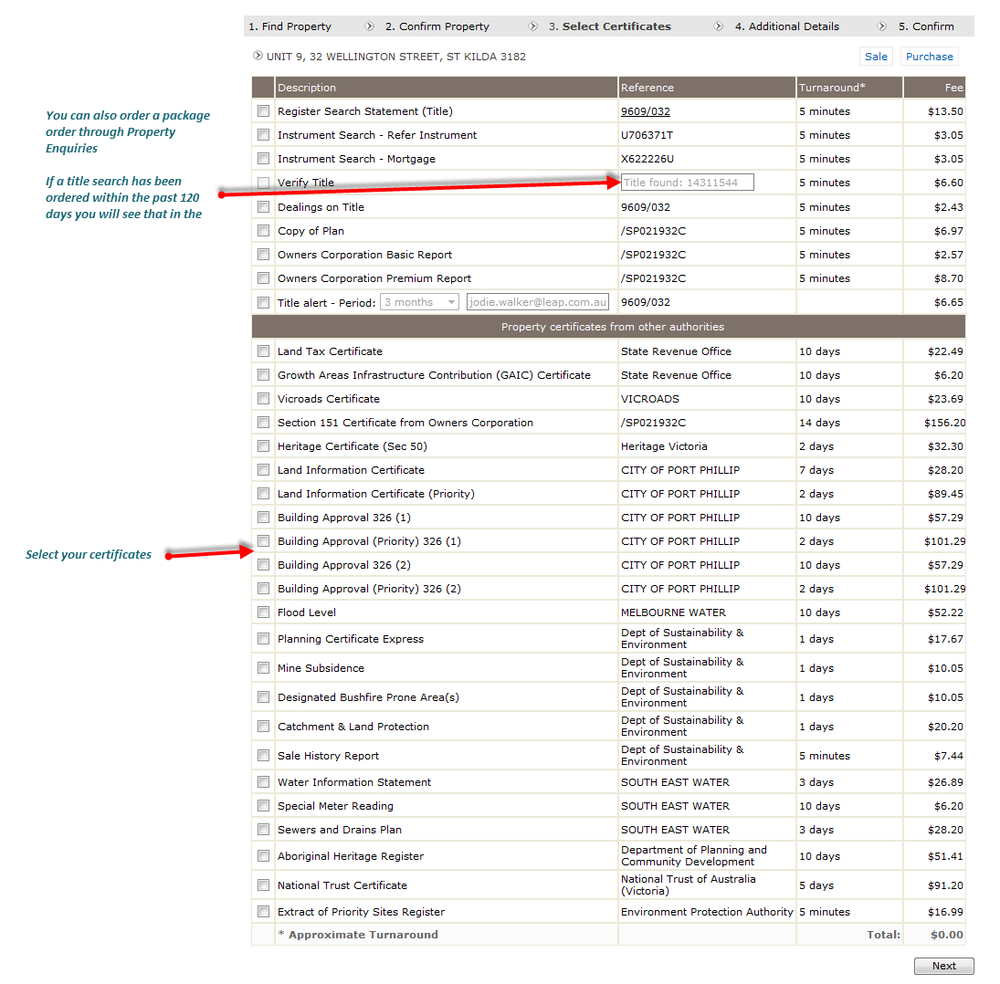 1. Find Property 2. Confirm Property 3. Select Certificates 4. Additional Details 5. Confirm
UNIT 9, 32 WELLINGTON STREET, ST KILDA 3182 Sale Purchase
Description Reference Turnaround* Fee
Register Search Statement (Title) 9609/032 5 minutes $13.50
Instrument Search - Refer Instrument U706371T 5 minutes $3.05
Instrument Search - Mortgage X622226U 5 minutes $3.05
Verify Title Title found: 14311544 5 minutes $6.60
Dealings on Title 9609/032 5 minutes $2.43
Copy of Plan /SP021932C 5 minutes $6.97
Owners Corporation Basic Report /SP021932C 5 minutes $2.57
Owners Corporation Premium Report /SP021932C 5 minutes $8.70
Title alert - Period: 3 months jodie.walker@leap.com.au 9609/032 $6.65
You can also order a package
order through Property
Enquiries
If a title search has been
ordered within the past 120
days you will see that in the
Property certificates from other authorities
Land Tax Certificate State Revenue Office 10 days $22.49
Growth Areas Infrastructure Contribution (GAIC) Certificate State Revenue Office 10 days $6.20
Vicroads Certificate VICROADS 10 days $23.69
Section 151 Certificate from Owners Corporation /SP021932C 14 days $156.20
Heritage Certificate (Sec 50) Heritage Victoria 2 days $32.30
Land Information Certificate CITY OF PORT PHILLIP 7 days $28.20
Land Information Certificate (Priority) CITY OF PORT PHILLIP 2 days $89.45
Building Approval 326 (1) CITY OF PORT PHILLIP 10 days $57.29
Building Approval (Priority) 326 (1) CITY OF PORT PHILLIP 2 days $101.29
Select your certificates
Building Approval 326 (2) CITY OF PORT PHILLIP 10 days $57.29
Building Approval (Priority) 326 (2) CITY OF PORT PHILLIP 2 days $101.29
Flood Level MELBOURNE WATER 10 days $52.22
Planning Certificate Express Dept of Sustainability & 1 days $17.67
Environment
Mine Subsidence Dept of Sustainability & 1 days $10.05
Environment
Designated Bushfire Prone Area(s) Dept of Sustainability & 1 days $10.05
Environment
Catchment & Land Protection Dept of Sustainability & 1 days $20.20
Environment
Sale History Report Dept of Sustainability & 5 minutes $7.44
Environment
Water Information Statement SOUTH EAST WATER 3 days $26.89
Special Meter Reading SOUTH EAST WATER 10 days $6.20
Sewers and Drains Plan SOUTH EAST WATER 3 days $28.20
Aboriginal Heritage Register Department of Planning and 10 days $51.41
Community Development
National Trust Certificate National Trust of Australia 5 days $91.20
(Victoria)
Extract of Priority Sites Register Environment Protection Authority 5 minutes $16.99
* Approximate Turnaround Total: $0.00
Next